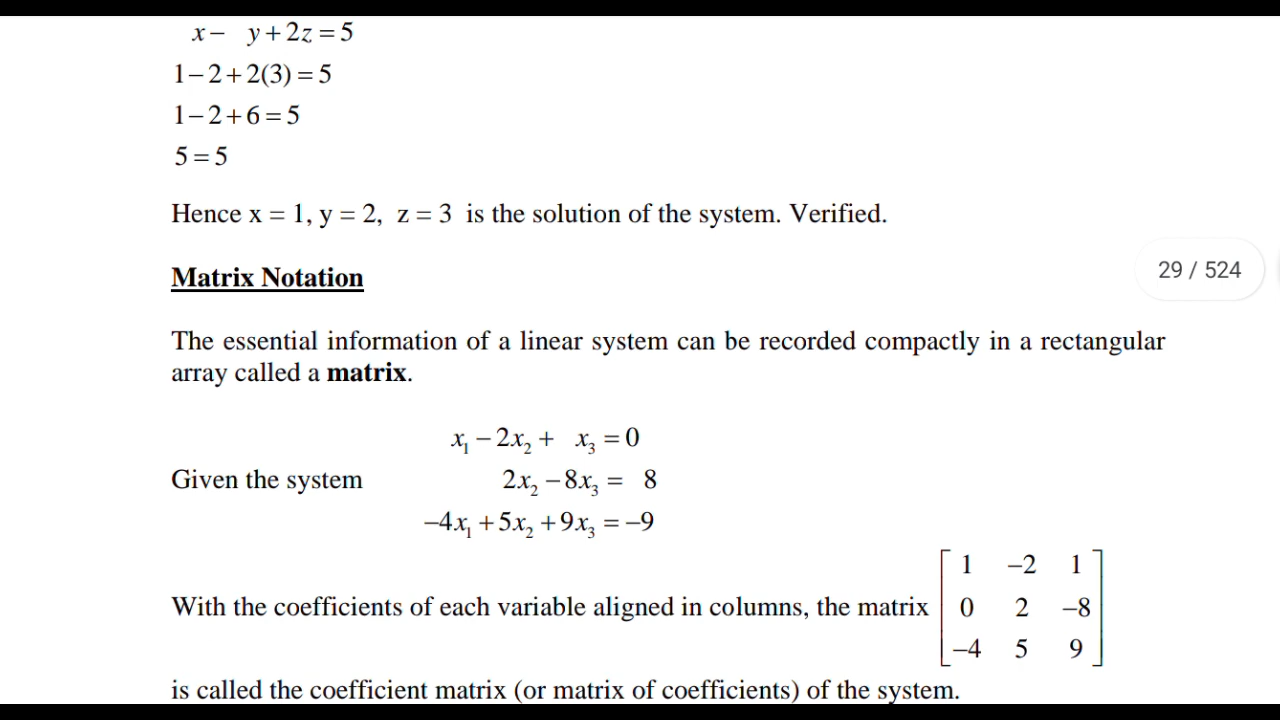 x − y + 2z = 5
1 − 2 + 2(3) = 5
1 − 2 + 6 = 5
5 = 5
Hence x = 1, y = 2, z = 3 is the solution of the system. Verified.
29 / 524
Matrix Notation
The essential information of a linear system can be recorded compactly in a rectangular
array called a matrix.
x₁ − 2x₂ + x₃ = 0
Given the system 2x₂ − 8x₃ = 8
−4x₁ + 5x₂ + 9x₃ = −9
1 −2 1
With the coefficients of each variable aligned in columns, the matrix 0 2 −8
−4 5 9
is called the coefficient matrix (or matrix of coefficients) of the system.